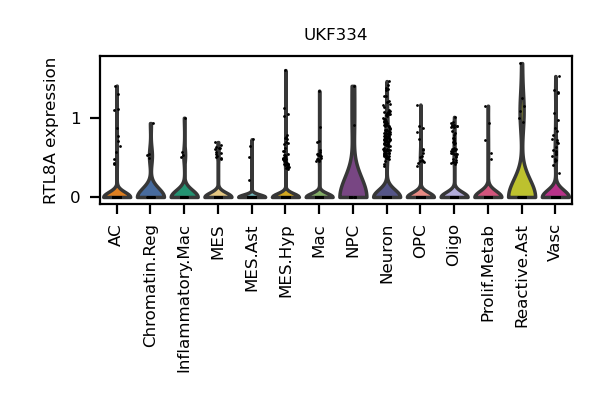 UKF334
RTL8A expression
1
0
AC
Chromatin.Reg
Inflammatory.Mac
MES
MES.Ast
MES.Hyp
Mac
NPC
Neuron
OPC
Oligo
Prolif.Metab
Reactive.Ast
Vasc